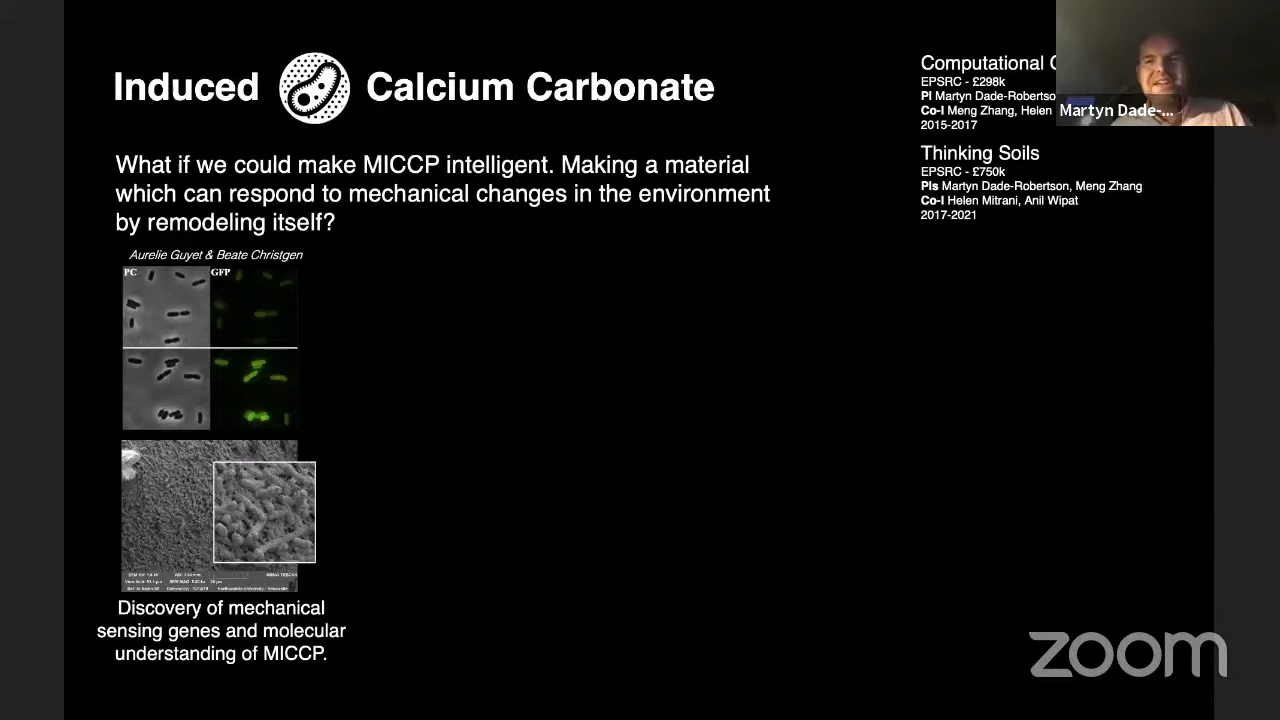 Induced Calcium Carbonate
What if we could make MICCP intelligent. Making a material
which can respond to mechanical changes in the environment
by remodeling itself?
Aurelie Guyet & Beate Christgen
PC GFP
Discovery of mechanical
sensing genes and molecular
understanding of MICCP.
Computational
EPSRC - £298k
PI Martyn Dade-Robertso
Co-I Meng Zhang, Helen
2015-2017
Thinking Soils
EPSRC - £750k
PIs Martyn Dade-Robertson, Meng Zhang
Co-I Helen Mitrani, Anil Wipat
2017-2021
Martyn Dade-...
zoom